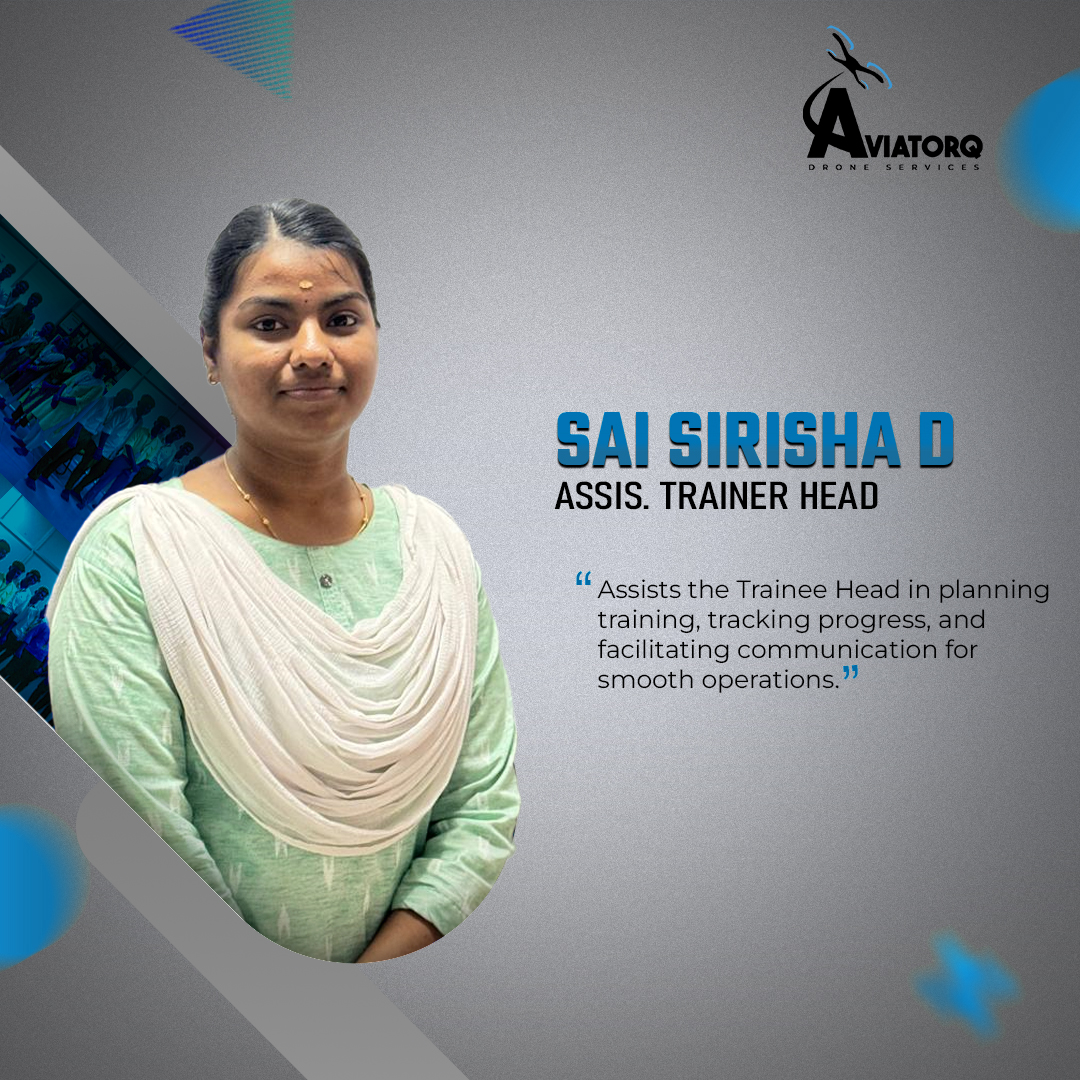 AVIATORQ
DRONE SERVICES
SAI SIRISHA D
ASSIS. TRAINER HEAD
“Assists the Trainee Head in planning
training, tracking progress, and
facilitating communication for
smooth operations.”